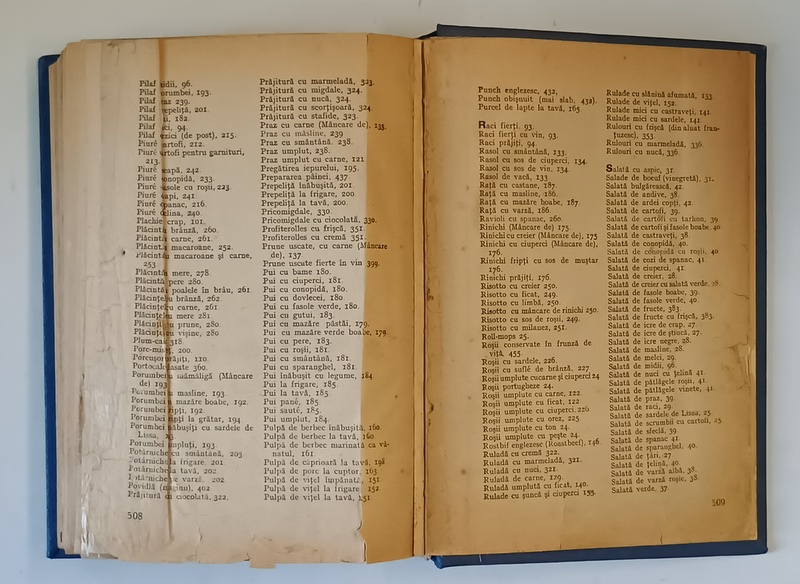 Pilaf midii, 96.
Pilaf porumbei, 193.
Pilaf 239.
Pilaf prepeliță, 201.
Pilaf 182.
Pilaf 94.
Pilaf (de post), 215.
Piure cartofi, 212.
Piure cartofi pentru garnituri,
213.
Piure ceapă, 242.
Piure conopidă, 233.
Piure fasole cu roșii, 223.
Piure 241.
Piure spanac, 216.
Piure țelina, 240.
Plachie crap, 101.
Plăcintă brânză, 260.
Plăcintă carne, 261.
Plăcintă macaroane, 252.
Plăcintă macaroane și carne,
253
Plăcintă mere, 278.
Plăcintă pere 280.
Plăcintă poalele în brâu, 261
Plăcințele brânză, 262
Plăcințele carne, 261
Plăcințele mere 281
Plăcinți prune, 280.
Plăcinți vișine, 280.
Plum-cake 318
Porc-mis 200.
Porcușori prăjiți, 110.
Portocale glasate 360.
Porumbei mămăligă (Mâncare
de) 193
Porumbei masline, 193
Porumbei mazăre boabe, 192.
Porumbei fripți, 192.
Porumbei fripți la grătar, 194
Porumbei năbușiți cu sardele de
Lissa,
Porumbei umpluți, 193.
Potârniche cu smântână, 203
Potârniche la frigare, 201
Potârniche la tavă, 202
Potârniche varză, 202
Povidlă (magiun), 402
Prăjitură cu ciocolată, 322.
508
Prăjitură cu marmeladă, 323.
Prăjitură cu migdale, 324.
Prăjitură cu nucă, 324.
Prăjitură cu scorțișoară, 324
Prăjitură cu stafide, 323.
Praz cu carne (Mâncare de), 135.
Praz cu măsline, 239
Praz cu smântână. 238.
Praz umplut, 238.
Praz umplut cu carne, 121
Pregătirea iepurelui, 195.
Prepararea pâinei, 437
Prepeliță înăbușită, 201.
Prepeliță la frigare, 200
Prepeliță la tavă, 200.
Pricomigdale, 330.
Pricomigdale cu ciocolată, 330.
Profiterolles cu frișcă, 351.
Profiterolles cu cremă 351.
Prune uscate, cu carne (Mâncare
de), 137
Prune uscate fierte în vin 399.
Pui cu bame 180.
Pui cu ciuperci, 181
Pui cu conopidă, 180.
Pui cu dovlecei, 180
Pui cu fasole verde, 180.
Pui cu gutui, 183.
Pui cu mazăre păstăi, 179.
Pui cu mazăre verde boabe, 179.
Pui cu pere, 183.
Pui cu roșii, 181.
Pui cu smântână, 181.
Pui cu sparanghel, 181.
Pui înăbușit cu legume, 184.
Pui la frigare, 185.
Pui la tavă, 185
Pui pané, 185
Pui sauté, 185.
Pui umplut, 184.
Pulpă de berbec înăbușită, 160.
Pulpă de berbec la tavă, 160
Pulpă de berbec marinată ca vâ-
natul, 161.
Pulpă de căprioară la tavă, 198
Pulpă de porc la cuptor, 163
Pulpă de vițel împănată, 151
Pulpă de vițel la frigare 152
Pulpă de vițel la tavă, 151
Punch englezesc, 432,
Punch obișnuit (mai slab, 432).
Purcel de lapte la tavă, 165
Raci fierți, 93.
Raci fierți cu vin, 93.
Raci prăjiți, 94.
Rasol cu smântână, 133.
Rasol cu sos de ciuperci, 134.
Rasol cu sos de vin, 134.
Rasol de vacă, 133
Rață cu castane, 187
Rață cu masline, 186.
Rață cu mazăre boabe, 187.
Rață cu varză, 186.
Ravioli cu spanac, 260.
Rinichi (Mâncare de) 175.
Rinichi cu creier (Mâncare de), 175
Rinichi cu ciuperci (Mâncare de),
176.
Rinichi fripți cu sos de muștar
176.
Rinichi prăjiți, 176.
Risotto cu creier 250.
Risotto cu ficat, 249.
Risotto cu limbă, 250.
Risotto cu mâncare de rinichi 250.
Risotto cu sos de roșii, 249.
Risotto cu milanez, 251.
Roll-mops 25.
Roșii conservate în frunză de
viță, 455
Roșii cu sardele, 226.
Roșii cu suflé de brânză, 227
Roșii umplute cu carne și ciuperci 24
Roșii portugheze 24.
Roșii umplute cu carne, 122.
Roșii umplute cu ficat, 122
Roșii umplute cu ciuperci, 226
Roșii umplute cu orez, 225
Roșii umplute cu ton 24.
Roșii umplute cu pește 24.
Rostbif englezesc (Roastbeef), 146
Ruladă cu cremă 322.
Ruladă cu marmeladă, 321.
Ruladă cu nuci, 321
Ruladă de carne, 129.
Ruladă umplută cu ficat, 140.
Rulade cu șuncă și ciuperci 155.
Rulade cu slănină afumată, 153
Rulade de vițel, 152.
Rulade mici cu castraveți, 141
Rulade mici cu sardele, 141.
Rulouri cu frișcă (din aluat fran-
țuzesc), 353
Rulouri cu marmeladă, 336.
Rulouri cu nucă, 336.
Salată cu aspic, 31.
Salade de boeuf (vinegretă), 31.
Salată bulgărească, 42
Salată de andive, 38.
Salată de ardei copți, 42.
Salată de cartofi, 39.
Salată de cartofi cu tarkon, 39
Salată de cartofi și fasole boabe 40
Salată de castraveți, 38.
Salată de conopidă, 40.
Salată de conopidă cu roșii, 40
Salată de cozi de spanac, 41
Salată de ciuperci, 41.
Salată de creier, 28.
Salată de creier cu salată verde, 28.
Salată de fasole boabe, 39.
Salată de fasole verde, 40.
Salată de fructe, 383
Salată de fructe cu frișcă, 383.
Salată de icre de crap, 27
Salată de icre de știucă, 27.
Salată de icre negre, 28.
Salată de masline, 28.
Salată de melci, 29.
Salată de midii, 96.
Salată de nuci cu țelină 41.
Salată de pătlăgele roșii, 41.
Salată de pătlăgele vinete, 41.
Salată de praz, 39.
Salată de raci, 29.
Salată de sardele de Lissa, 25
Salată de scrumbii cu cartofi, 23
Salată de sfeclă, 39.
Salată de spanac 41.
Salată de sparanghel, 40.
Salată de țări, 27.
Salată de țelină, 40.
Salată de varză albă, 38.
Salată de varză roșie, 38.
Salată verde, 37.
509